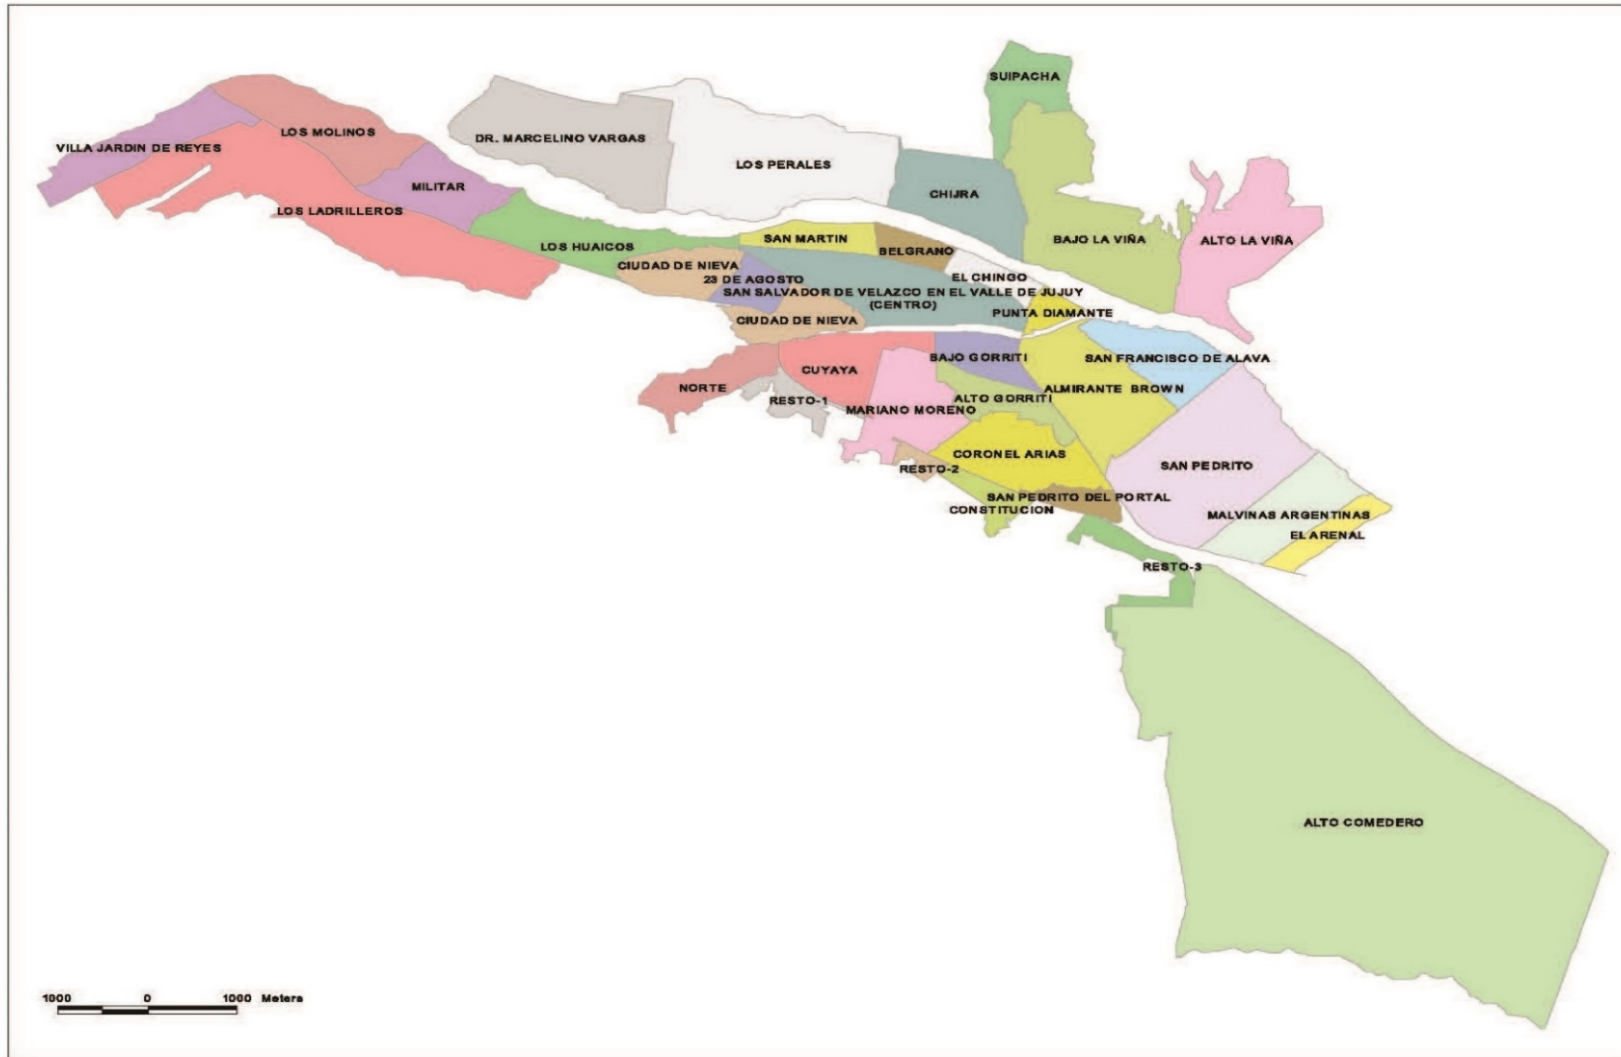 SUIPACHA
LOS MOLINOS
DR. MARCELINO VARGAS
VILLA JARDIN DE REYES
LOS PERALES
MILITAR
CHIJRA
LOS LADRILLEROS
SAN MARTIN
BAJO LA VIÑA
ALTO LA VIÑA
LOS HUAICOS
BELGRANO
CIUDAD DE NIEVA
23 DE AGOSTO
EL CHINGO
SAN SALVADOR DE VELAZCO EN EL VALLE DE JUJUY
(CENTRO)
PUNTA DIAMANTE
CIUDAD DE NIEVA
BAJO GORRITI
SAN FRANCISCO DE ALAVA
CUYAYA
NORTE
ALMIRANTE BROWN
RESTO-1
ALTO GORRITI
MARIANO MORENO
CORONEL ARIAS
SAN PEDRITO
RESTO-2
SAN PEDRITO DEL PORTAL
CONSTITUCION
MALVINAS ARGENTINAS
EL ARENAL
RESTO-3
ALTO COMEDERO
1000 0 1000 Meters